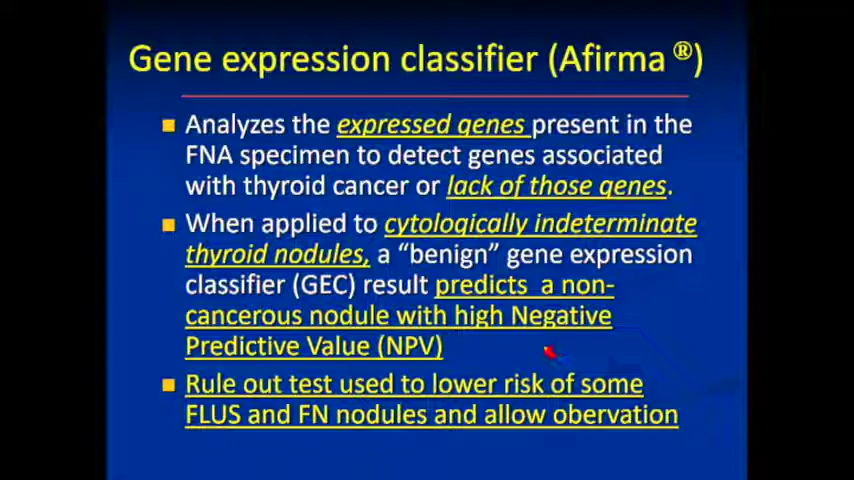 Gene expression classifier (Afirma ®)
Analyzes the expressed genes present in the
FNA specimen to detect genes associated
with thyroid cancer or lack of those genes.
When applied to cytologically indeterminate
thyroid nodules, a “benign” gene expression
classifier (GEC) result predicts a non-
cancerous nodule with high Negative
Predictive Value (NPV)
Rule out test used to lower risk of some
FLUS and FN nodules and allow obervation